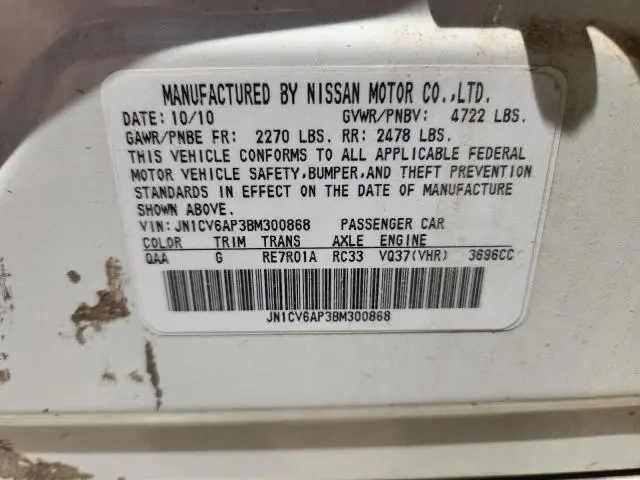 MANUFACTURED BY NISSAN MOTOR CO.,LTD.
DATE: 10/10 GVWR/PNBV: 4722 LBS.
GAWR/PNBE FR: 2270 LBS. RR: 2478 LBS.
THIS VEHICLE CONFORMS TO ALL APPLICABLE FEDERAL
MOTOR VEHICLE SAFETY,BUMPER,AND THEFT PREVENTION
STANDARDS IN EFFECT ON THE DATE OF MANUFACTURE
SHOWN ABOVE.
VIN:JN1CV6AP3BM300868 PASSENGER CAR
COLOR TRIM TRANS AXLE ENGINE
QAA G RE7R01A RC33 VQ37(VHR) 3696CC
JN1CV6AP3BM300868